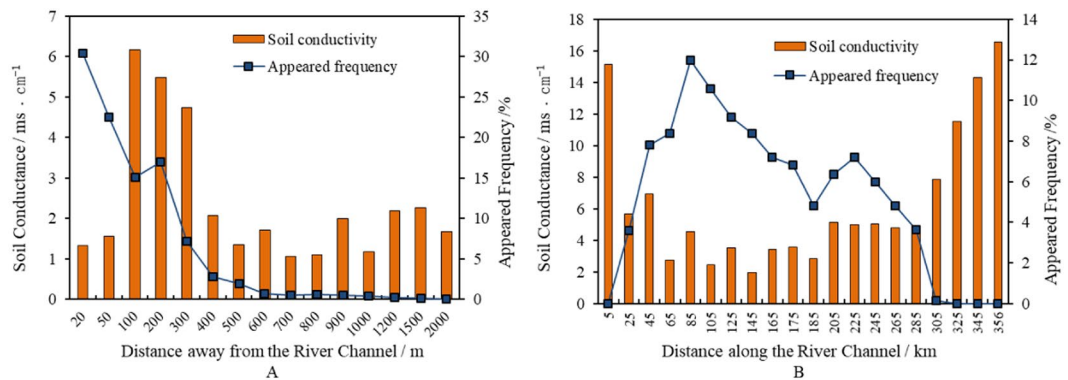 7
6
5
4
3
2
1
0
Soil Conductance / ms · cm⁻¹
35
30
25
20
15
10
5
0
Appeared Frequency /%
Soil conductivity
Appeared frequency
20 50 100 200 300 400 500 600 700 800 900 1000 1200 1500 2000
Distance away from the River Channel / m
A
18
16
14
12
10
8
6
4
2
0
Soil Conductance / ms · cm⁻¹
14
12
10
8
6
4
2
0
Appeared Frequency /%
Soil conductivity
Appeared frequency
5 25 45 65 85 105 125 145 165 175 185 205 225 245 265 285 305 325 345 356
Distance along the River Channel / km
B